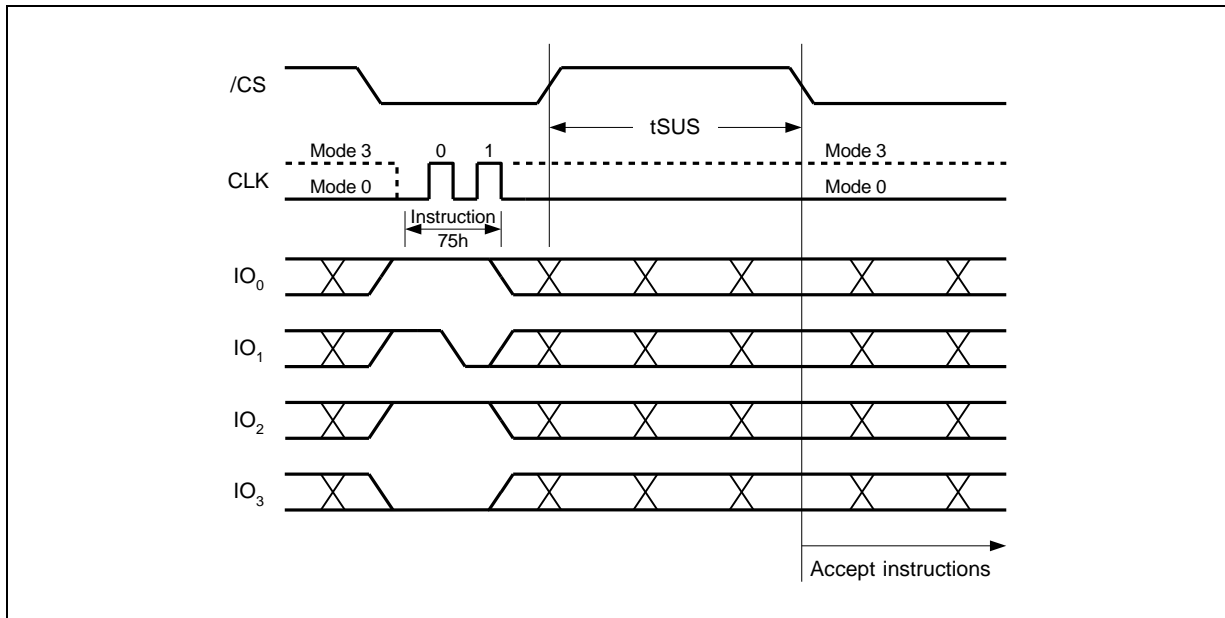 /CS
tSUS
Mode 3 0 1 Mode 3
CLK
Mode 0 Mode 0
Instruction
75h
IO0
IO1
IO2
IO3
Accept instructions